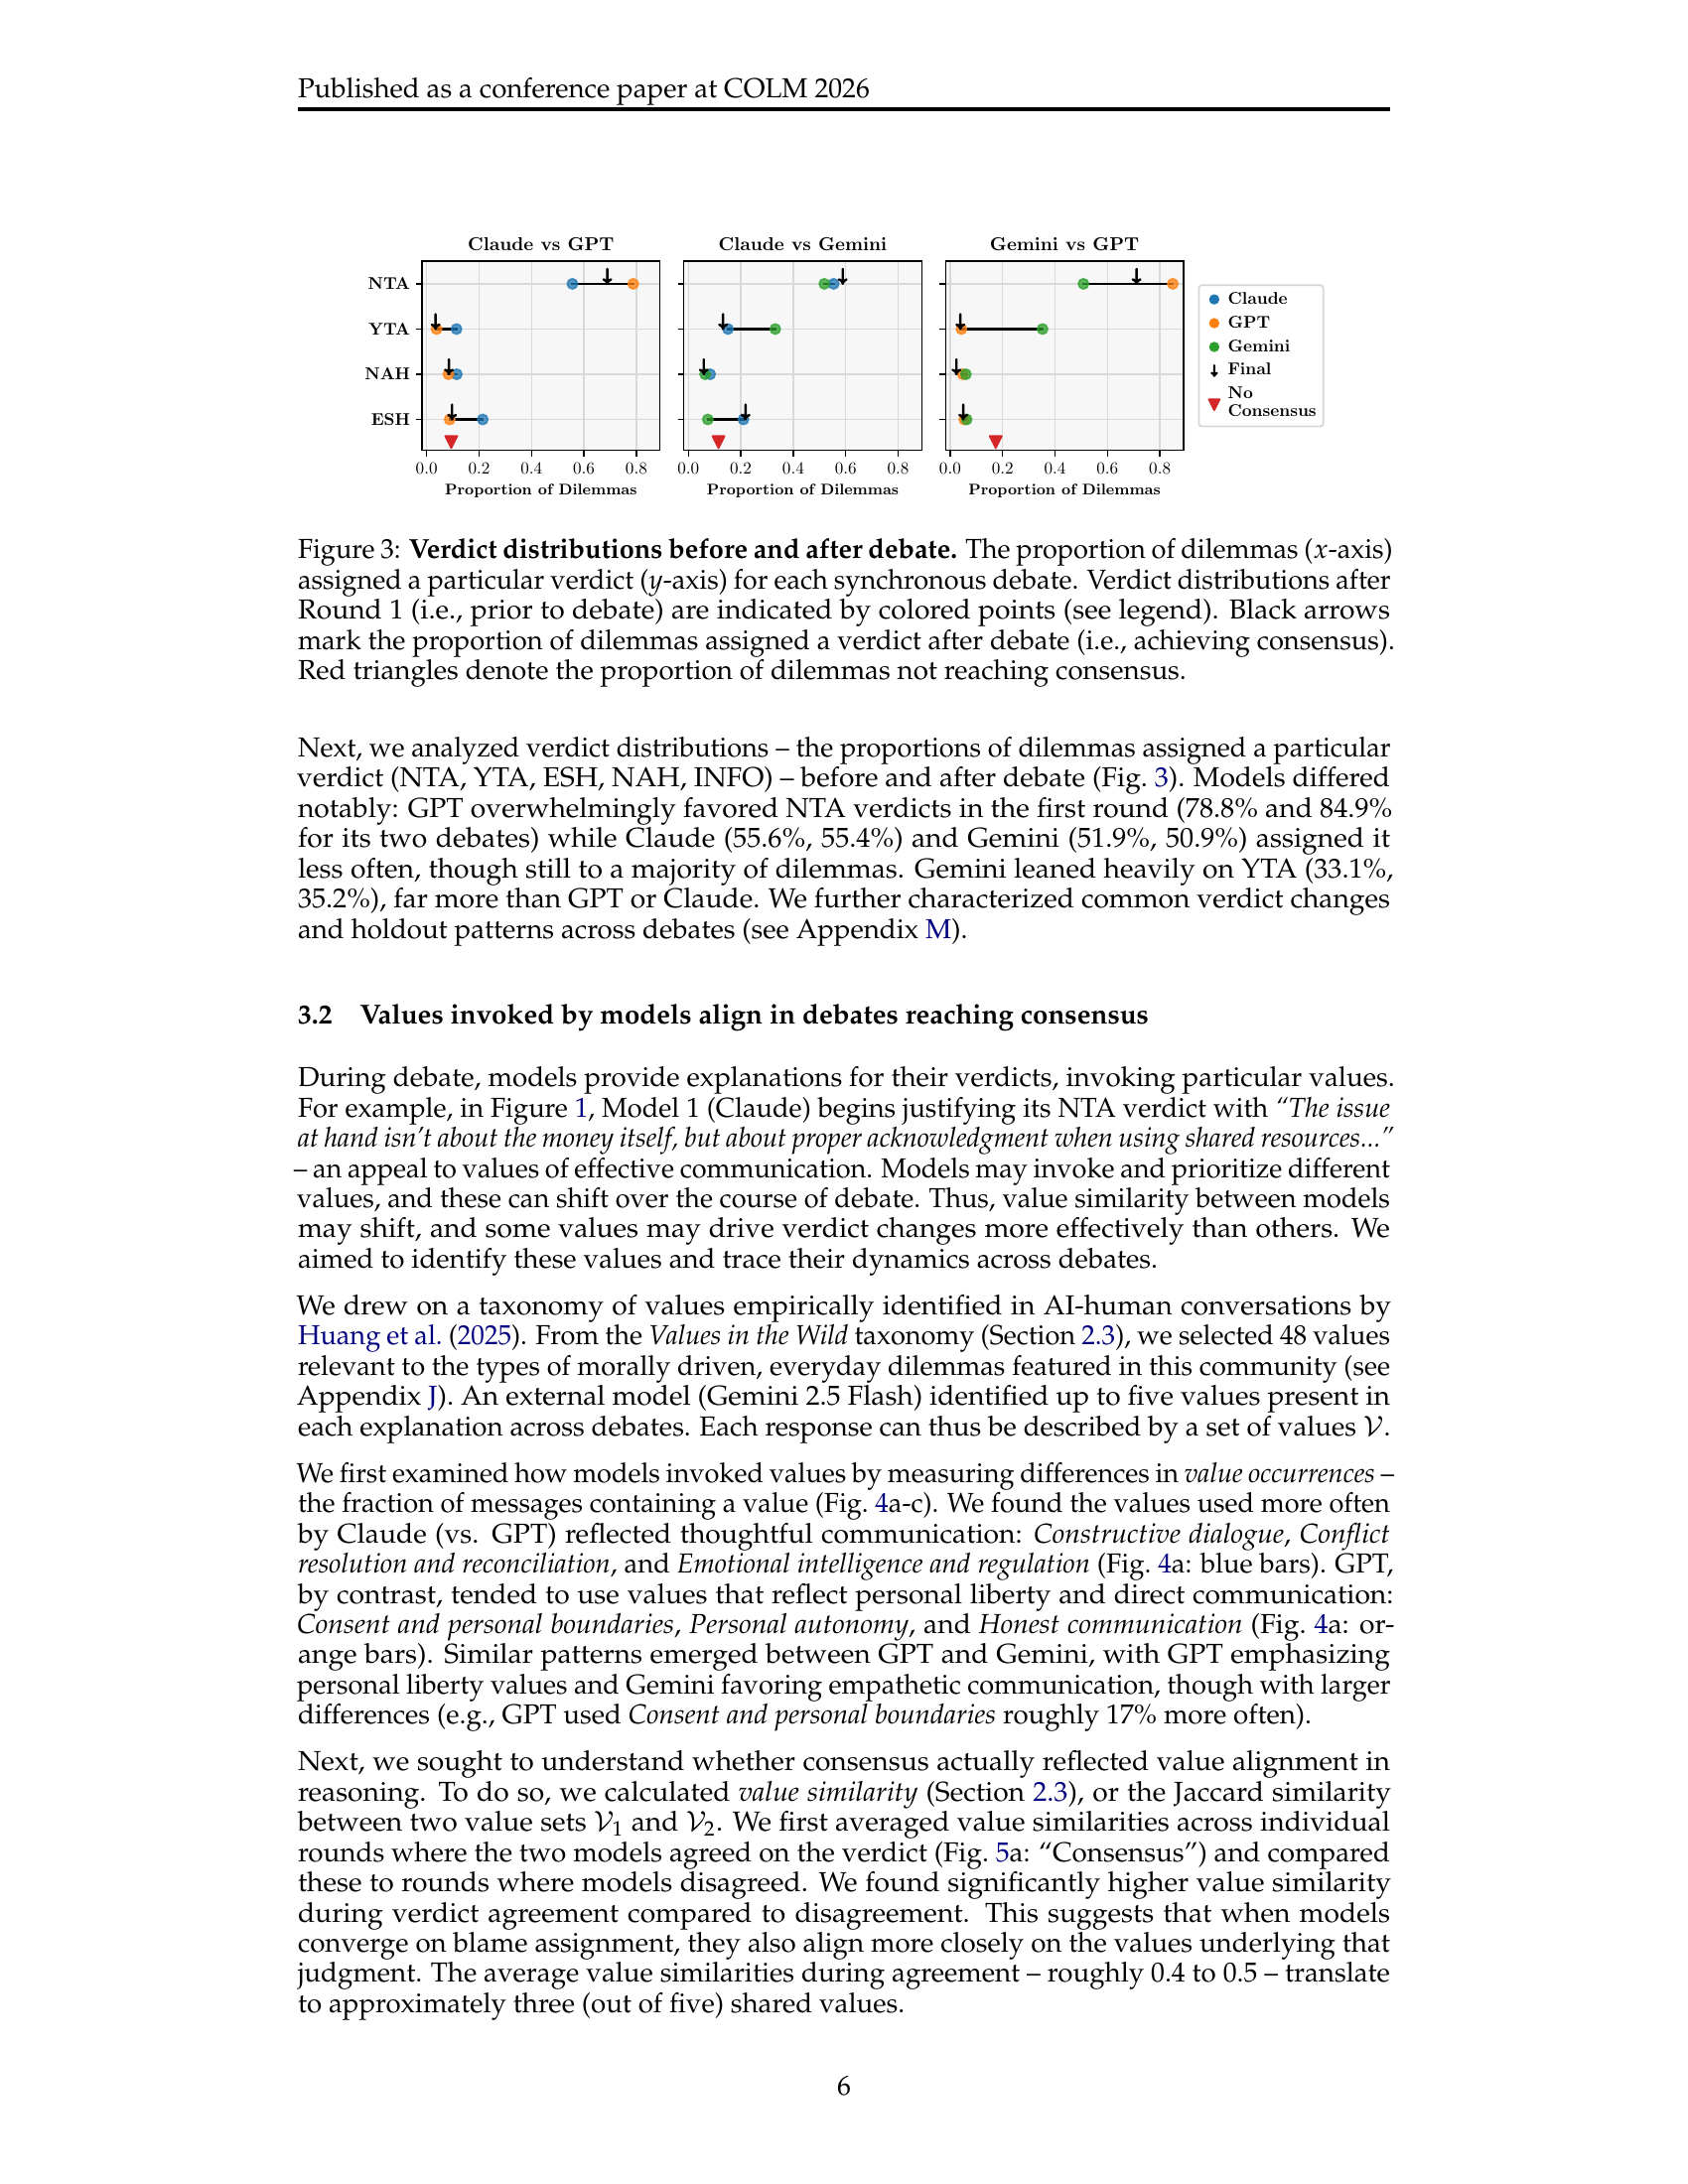 Published as a conference paper at COLM 2026
Claude vs GPT
Claude vs Gemini
Gemini vs GPT
NTA
YTA
NAH
ESH
0.0 0.2 0.4 0.6 0.8
0.0 0.2 0.4 0.6 0.8
0.0 0.2 0.4 0.6 0.8
Proportion of Dilemmas
Proportion of Dilemmas
Proportion of Dilemmas
Claude
GPT
Gemini
Final
No
Consensus
Figure 3: Verdict distributions before and after debate. The proportion of dilemmas (x-axis)
assigned a particular verdict (y-axis) for each synchronous debate. Verdict distributions after
Round 1 (i.e., prior to debate) are indicated by colored points (see legend). Black arrows
mark the proportion of dilemmas assigned a verdict after debate (i.e., achieving consensus).
Red triangles denote the proportion of dilemmas not reaching consensus.
Next, we analyzed verdict distributions – the proportions of dilemmas assigned a particular
verdict (NTA, YTA, ESH, NAH, INFO) – before and after debate (Fig. 3). Models differed
notably: GPT overwhelmingly favored NTA verdicts in the first round (78.8% and 84.9%
for its two debates) while Claude (55.6%, 55.4%) and Gemini (51.9%, 50.9%) assigned it
less often, though still to a majority of dilemmas. Gemini leaned heavily on YTA (33.1%,
35.2%), far more than GPT or Claude. We further characterized common verdict changes
and holdout patterns across debates (see Appendix M).
3.2 Values invoked by models align in debates reaching consensus
During debate, models provide explanations for their verdicts, invoking particular values.
For example, in Figure 1, Model 1 (Claude) begins justifying its NTA verdict with “The issue
at hand isn’t about the money itself, but about proper acknowledgment when using shared resources...”
– an appeal to values of effective communication. Models may invoke and prioritize different
values, and these can shift over the course of debate. Thus, value similarity between models
may shift, and some values may drive verdict changes more effectively than others. We
aimed to identify these values and trace their dynamics across debates.
We drew on a taxonomy of values empirically identified in AI-human conversations by
Huang et al. (2025). From the Values in the Wild taxonomy (Section 2.3), we selected 48 values
relevant to the types of morally driven, everyday dilemmas featured in this community (see
Appendix J). An external model (Gemini 2.5 Flash) identified up to five values present in
each explanation across debates. Each response can thus be described by a set of values 𝒱.
We first examined how models invoked values by measuring differences in value occurrences –
the fraction of messages containing a value (Fig. 4a-c). We found the values used more often
by Claude (vs. GPT) reflected thoughtful communication: Constructive dialogue, Conflict
resolution and reconciliation, and Emotional intelligence and regulation (Fig. 4a: blue bars). GPT,
by contrast, tended to use values that reflect personal liberty and direct communication:
Consent and personal boundaries, Personal autonomy, and Honest communication (Fig. 4a: or-
ange bars). Similar patterns emerged between GPT and Gemini, with GPT emphasizing
personal liberty values and Gemini favoring empathetic communication, though with larger
differences (e.g., GPT used Consent and personal boundaries roughly 17% more often).
Next, we sought to understand whether consensus actually reflected value alignment in
reasoning. To do so, we calculated value similarity (Section 2.3), or the Jaccard similarity
between two value sets 𝒱₁ and 𝒱₂. We first averaged value similarities across individual
rounds where the two models agreed on the verdict (Fig. 5a: “Consensus”) and compared
these to rounds where models disagreed. We found significantly higher value similarity
during verdict agreement compared to disagreement. This suggests that when models
converge on blame assignment, they also align more closely on the values underlying that
judgment. The average value similarities during agreement – roughly 0.4 to 0.5 – translate
to approximately three (out of five) shared values.
6